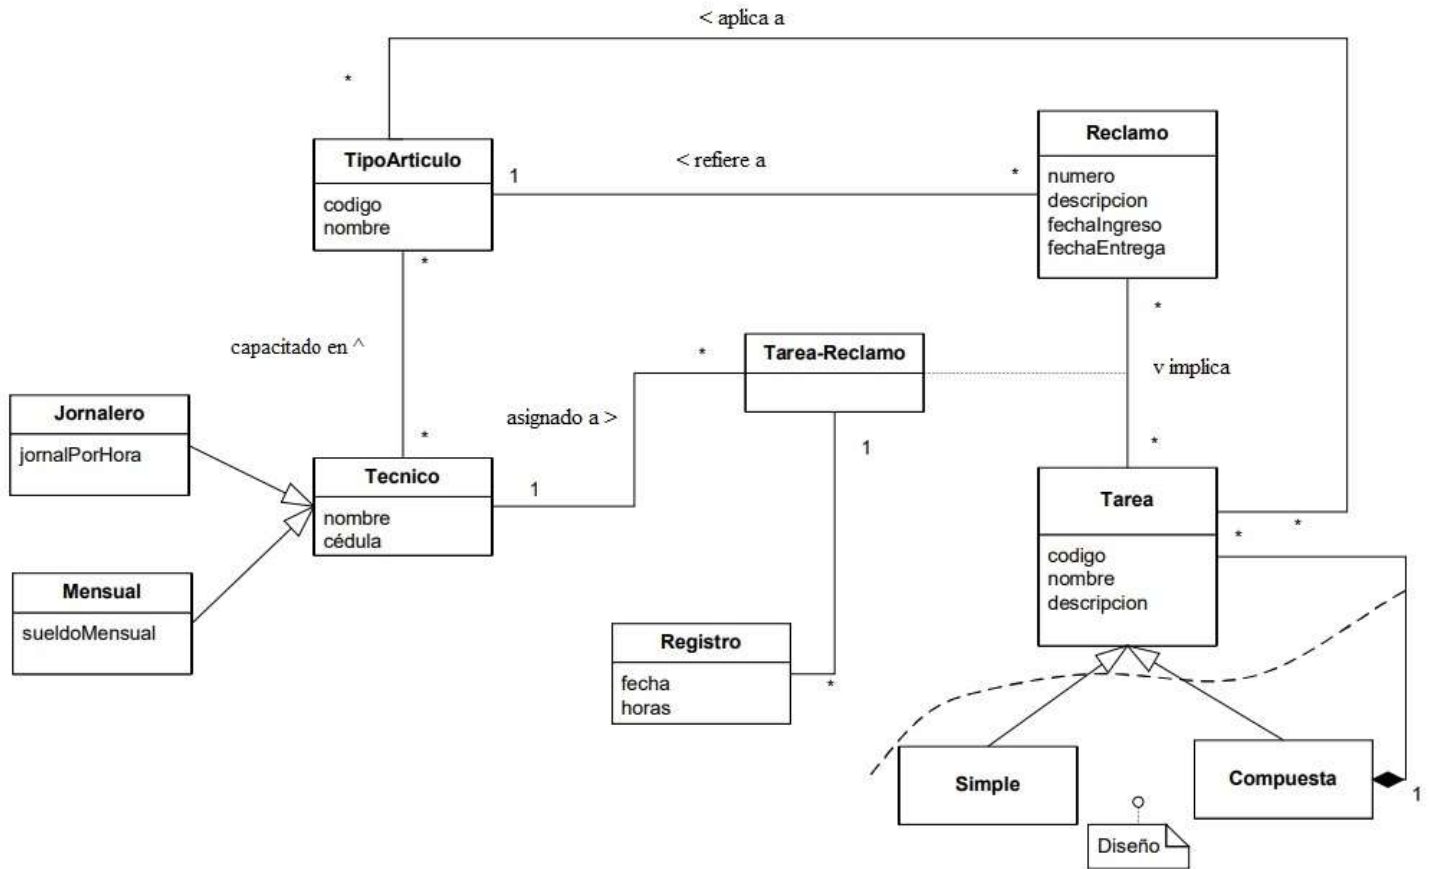 < aplica a
*
TipoArticulo
codigo
nombre
1
< refiere a
*
Reclamo
numero
descripcion
fechaIngreso
fechaEntrega
*
*
capacitado en ^
*
Tarea-Reclamo
v implica
Jornalero
jornalPorHora
asignado a >
*
1
*
Tecnico
nombre
cédula
1
Tarea
codigo
nombre
descripcion
*
*
Mensual
sueldoMensual
Registro
fecha
horas
*
Simple
Compuesta
1
Diseño